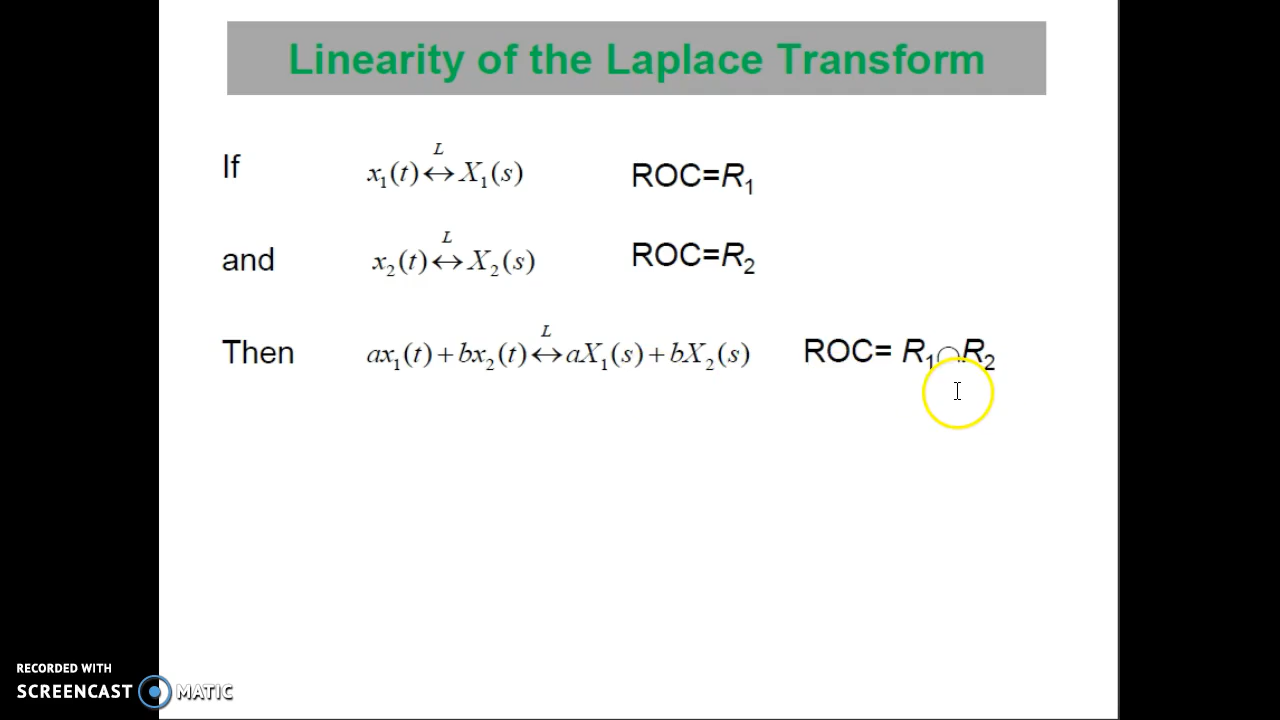 Linearity of the Laplace Transform
If x₁(t) L↔ X₁(s) ROC=R₁
and x₂(t) L↔ X₂(s) ROC=R₂
Then ax₁(t) + bx₂(t) L↔ aX₁(s) + bX₂(s) ROC= R₁∩R₂
RECORDED WITH
SCREENCAST MATIC